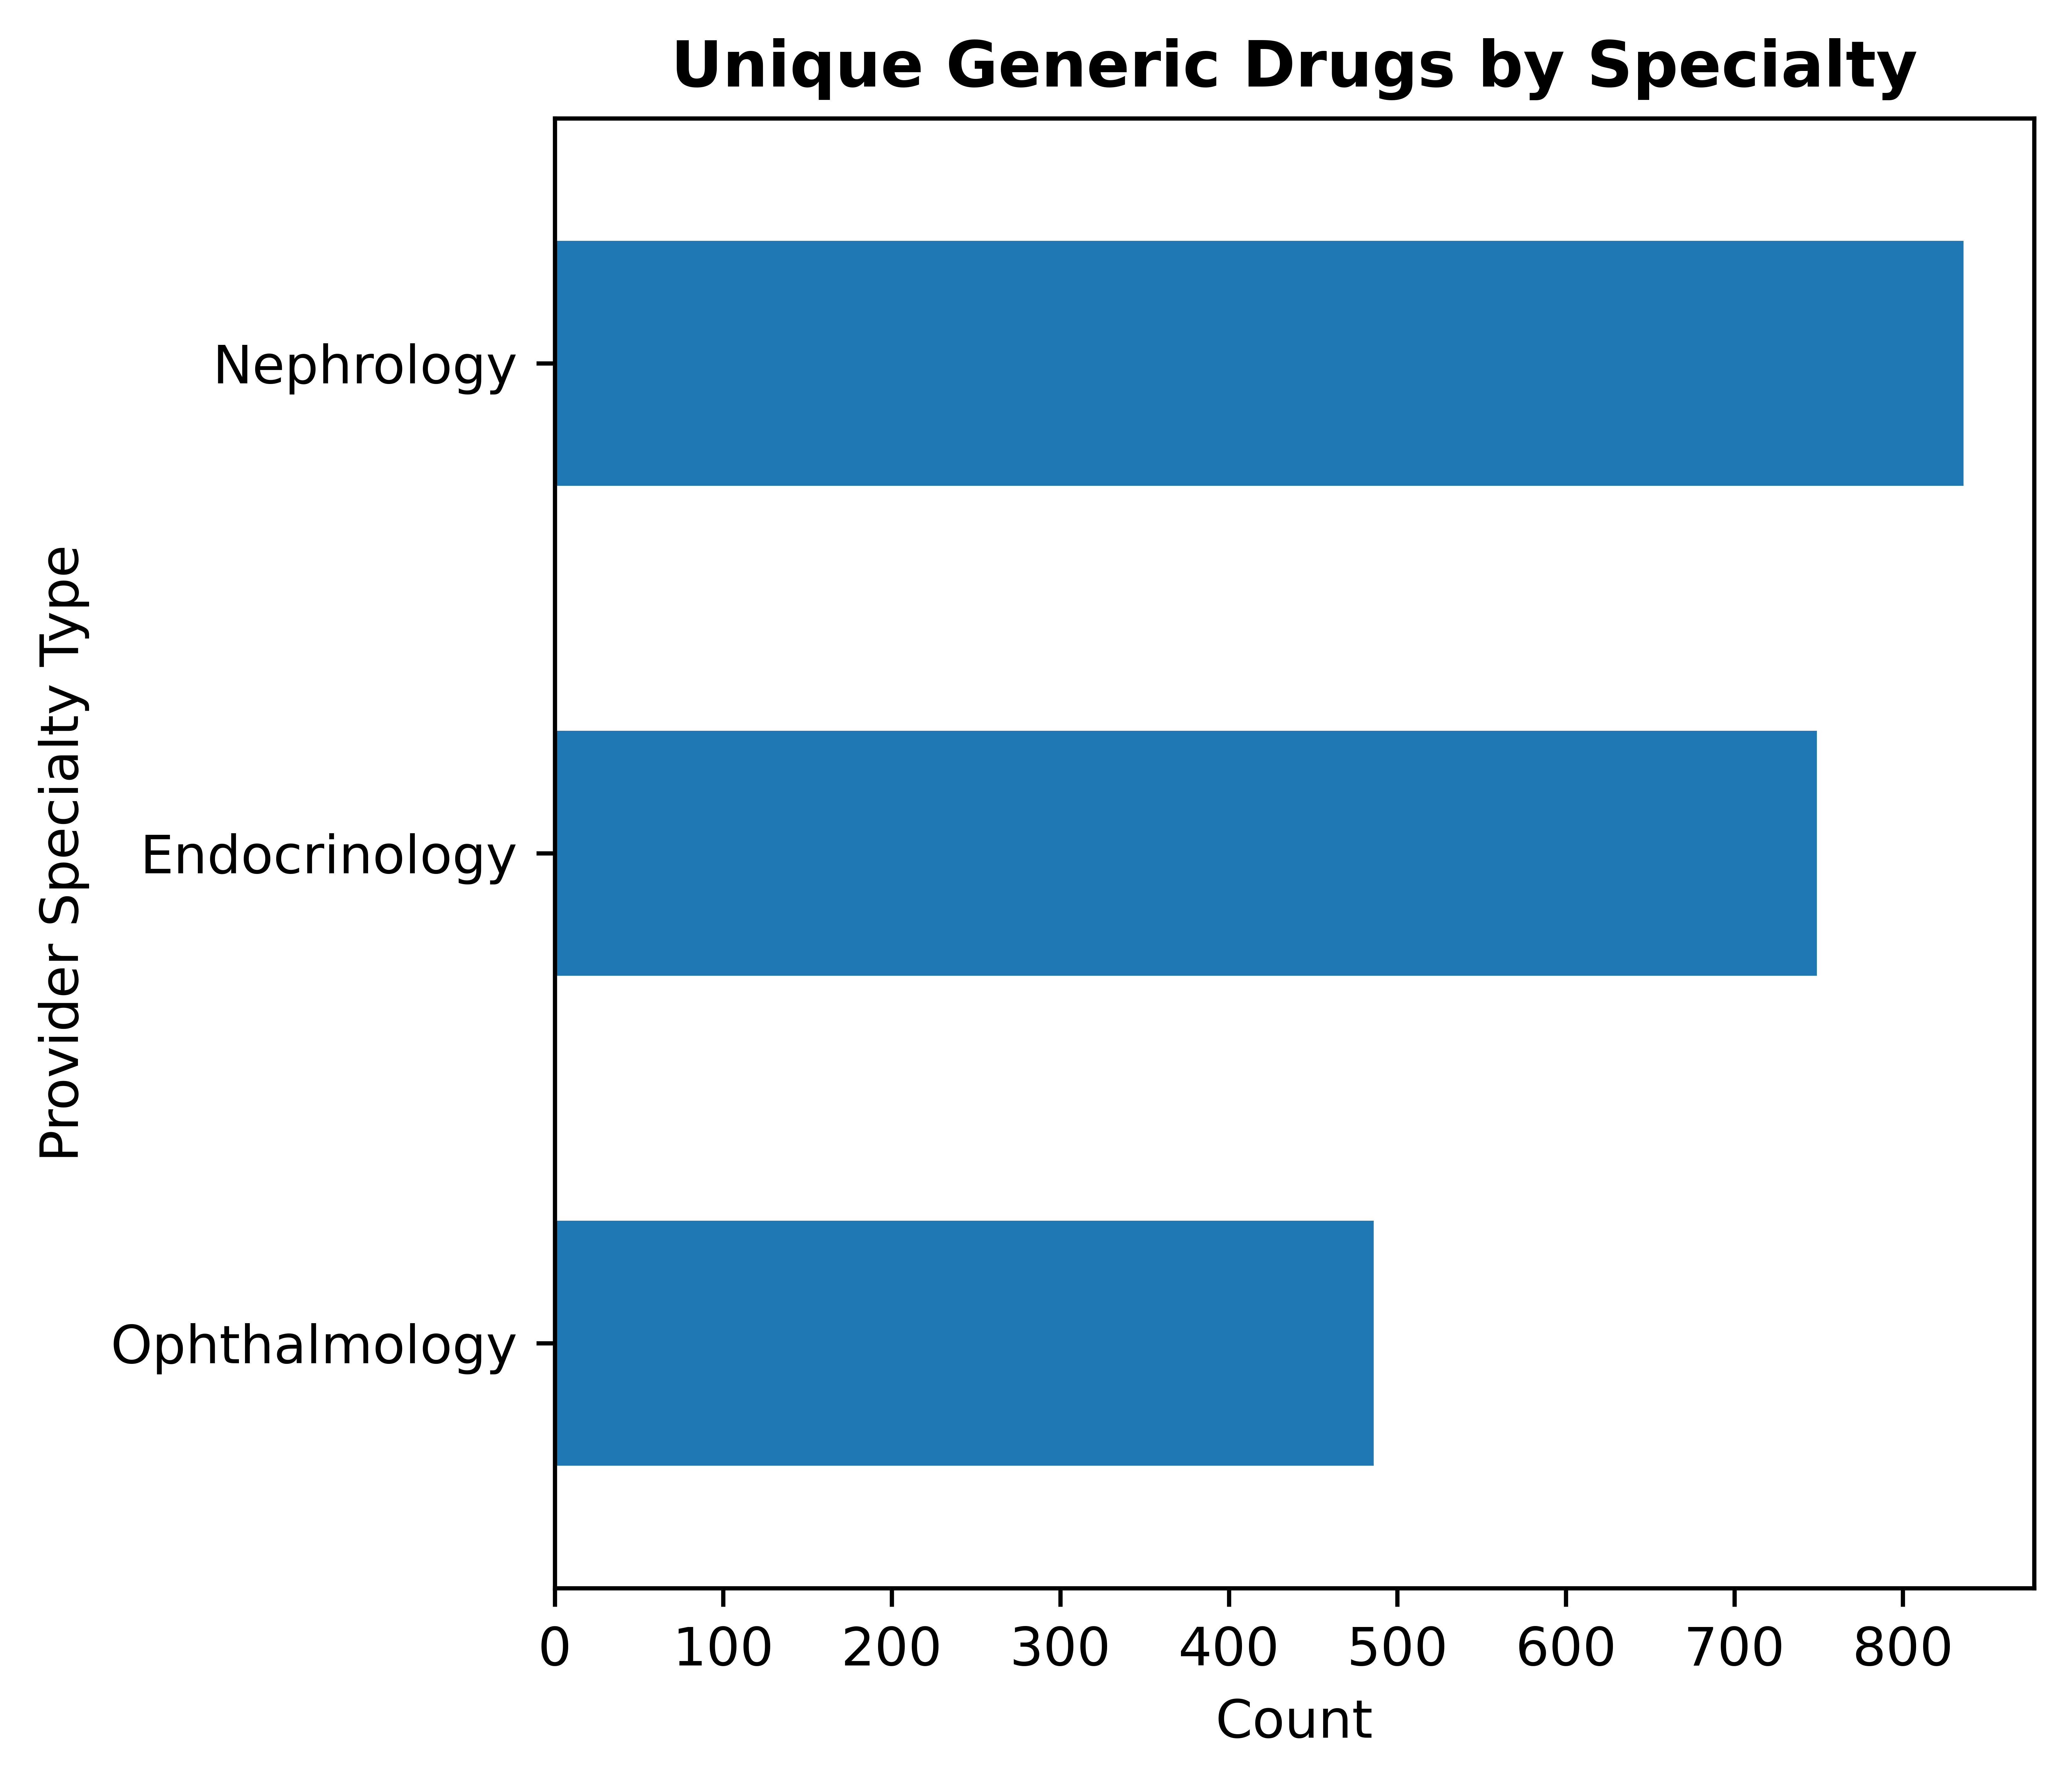 Unique Generic Drugs by Specialty
Provider Specialty Type
Nephrology
Endocrinology
Ophthalmology
0 100 200 300 400 500 600 700 800
Count